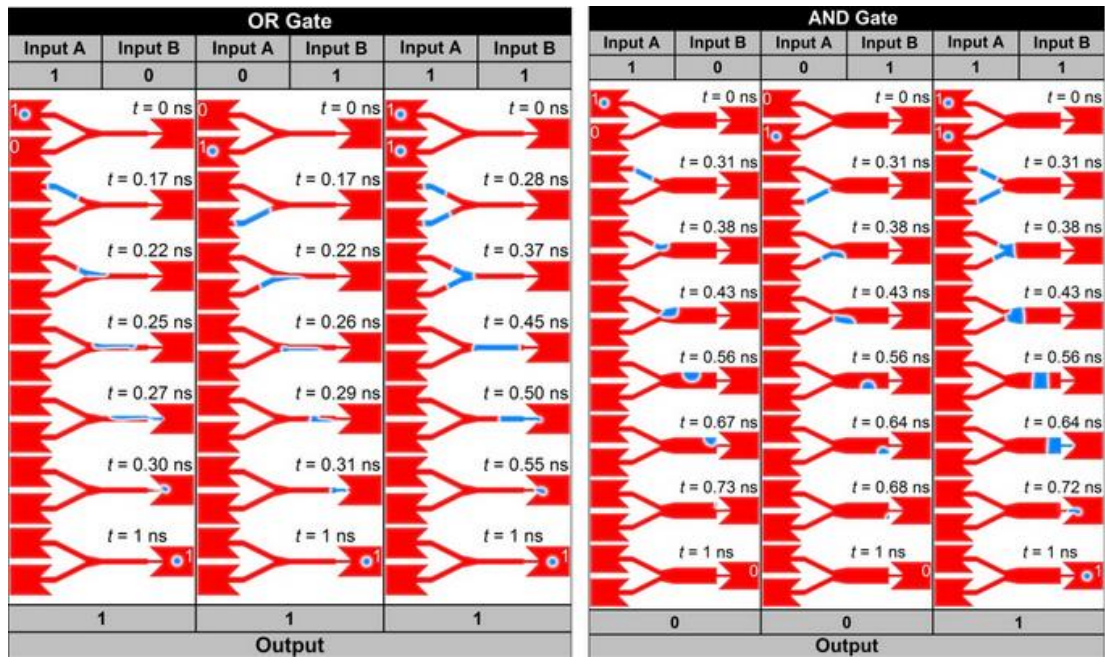 OR Gate
Input A Input B Input A Input B Input A Input B
1 0 0 1 1 1
1 t = 0 ns 0 t = 0 ns 1 t = 0 ns
0 1 1
t = 0.17 ns t = 0.17 ns t = 0.28 ns
t = 0.22 ns t = 0.22 ns t = 0.37 ns
t = 0.25 ns t = 0.26 ns t = 0.45 ns
t = 0.27 ns t = 0.29 ns t = 0.50 ns
t = 0.30 ns t = 0.31 ns t = 0.55 ns
t = 1 ns t = 1 ns t = 1 ns
1 1 1
1 1 1
Output
AND Gate
Input A Input B Input A Input B Input A Input B
1 0 0 1 1 1
1 t = 0 ns 0 t = 0 ns 1 t = 0 ns
0 1 1
t = 0.31 ns t = 0.31 ns t = 0.31 ns
t = 0.38 ns t = 0.38 ns t = 0.38 ns
t = 0.43 ns t = 0.43 ns t = 0.43 ns
t = 0.56 ns t = 0.56 ns t = 0.56 ns
t = 0.67 ns t = 0.64 ns t = 0.64 ns
t = 0.73 ns t = 0.68 ns t = 0.72 ns
t = 1 ns t = 1 ns t = 1 ns
0 0 1
0 0 1
Output